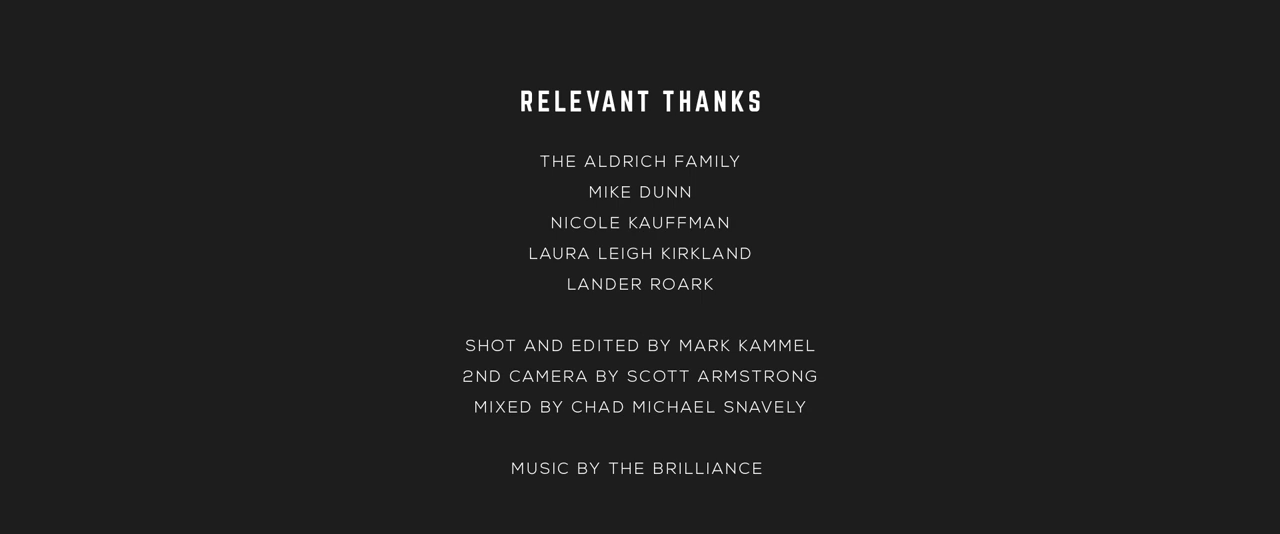 RELEVANT THANKS
THE ALDRICH FAMILY
MIKE DUNN
NICOLE KAUFFMAN
LAURA LEIGH KIRKLAND
LANDER ROARK
SHOT AND EDITED BY MARK KAMMEL
2ND CAMERA BY SCOTT ARMSTRONG
MIXED BY CHAD MICHAEL SNAVELY
MUSIC BY THE BRILLIANCE